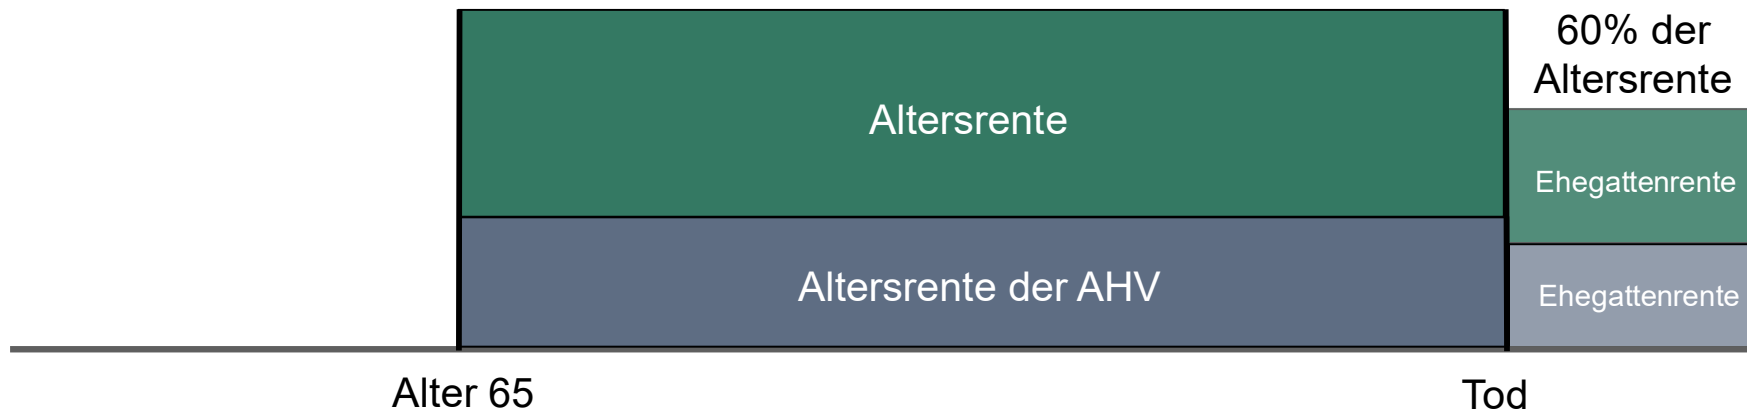 60% der
Altersrente
Altersrente
Ehegattenrente
Altersrente der AHV
Ehegattenrente
Alter 65
Tod